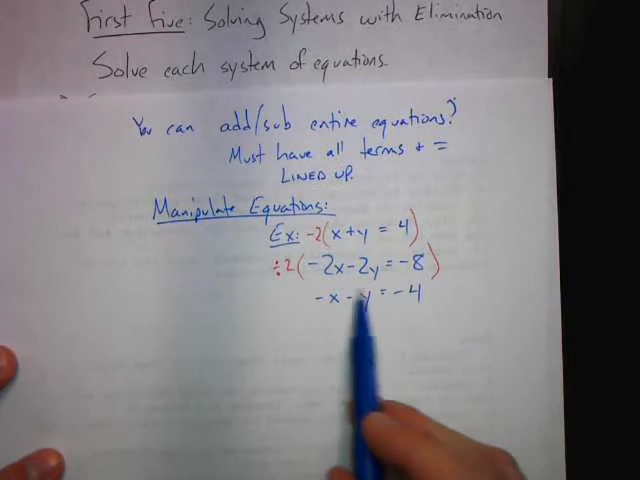 First Five: Solving Systems with Elimination
Solve each system of equations.
You can add/sub entire equations?
Must have all terms + =
LINED UP.
Manipulate Equations:
Ex: -2(x+y = 4)
÷2(-2x-2y=-8)
-x-y=-4